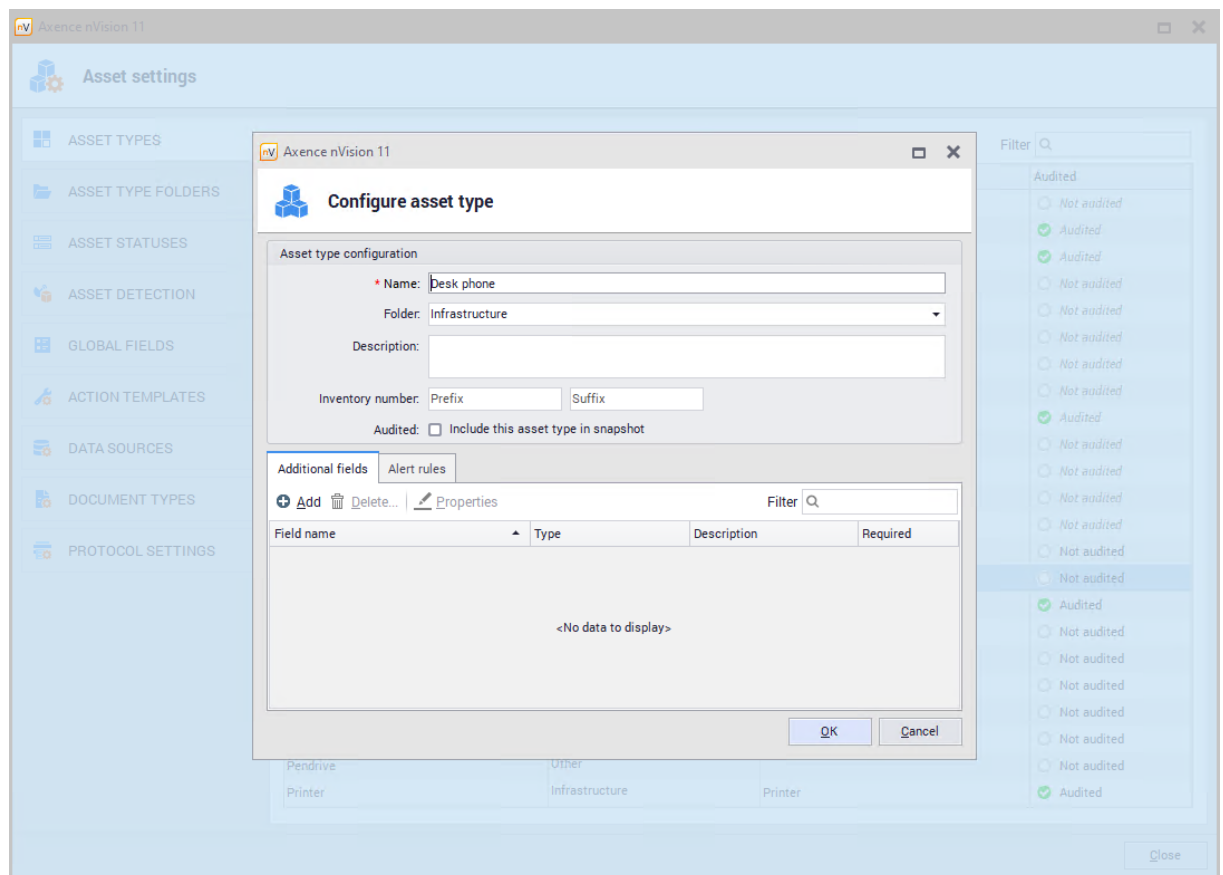 nV Axence nVision 11
Asset settings
ASSET TYPES
ASSET TYPE FOLDERS
ASSET STATUSES
ASSET DETECTION
GLOBAL FIELDS
ACTION TEMPLATES
DATA SOURCES
DOCUMENT TYPES
PROTOCOL SETTINGS
Filter
Audited
Not audited
Audited
Audited
Not audited
Not audited
Not audited
Not audited
Not audited
Audited
Not audited
Not audited
Not audited
Not audited
Not audited
Not audited
Audited
Not audited
Not audited
Not audited
Not audited
Not audited
Pendrive Other Not audited
Printer Infrastructure Printer Audited
Close
nV Axence nVision 11
Configure asset type
Asset type configuration
* Name: Desk phone
Folder: Infrastructure
Description:
Inventory number: Prefix Suffix
Audited: Include this asset type in snapshot
Additional fields Alert rules
Add Delete... Properties Filter
Field name Type Description Required
<No data to display>
OK Cancel